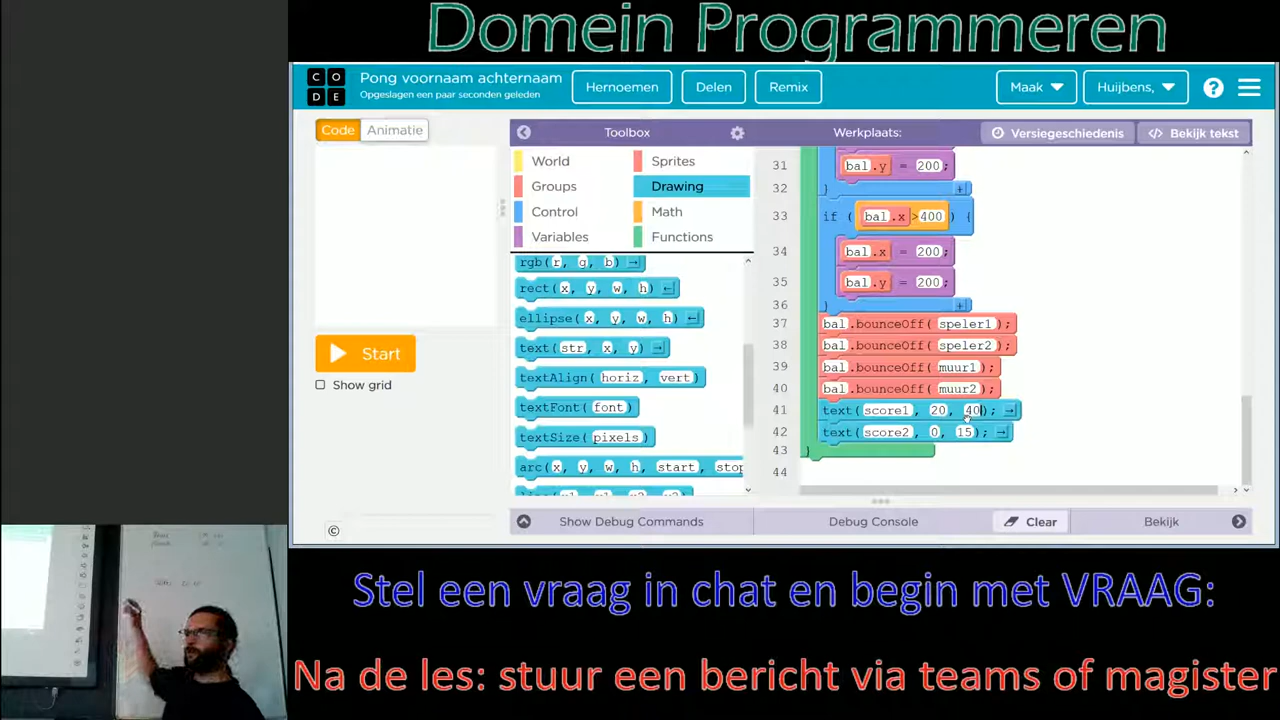 Domein Programmeren
CODE
Pong voornaam achternaam
Opgeslagen een paar seconden geleden
Hernoemen
Delen
Remix
Maak
Huijbens,
?
Code
Animatie
Start
Show grid
©
Toolbox
World
Sprites
Groups
Drawing
Control
Math
Variables
Functions
rgb( r, g, b)
rect( x, y, w, h)
ellipse( x, y, w, h)
text( str, x, y)
textAlign( horiz, vert)
textFont( font)
textSize( pixels)
arc( x, y, w, h, start, stop
Werkplaats:
Versiegeschiedenis
</> Bekijk tekst
31 bal.y = 200;
32 }
33 if ( bal.x >400 ) {
34 bal.x = 200;
35 bal.y = 200;
36 }
37 bal.bounceOff( speler1 );
38 bal.bounceOff( speler2 );
39 bal.bounceOff( muur1 );
40 bal.bounceOff( muur2 );
41 text( score1, 20, 40);
42 text( score2, 0, 15);
43 }
44
Show Debug Commands
Debug Console
Clear
Bekijk
Stel een vraag in chat en begin met VRAAG:
Na de les: stuur een bericht via teams of magister